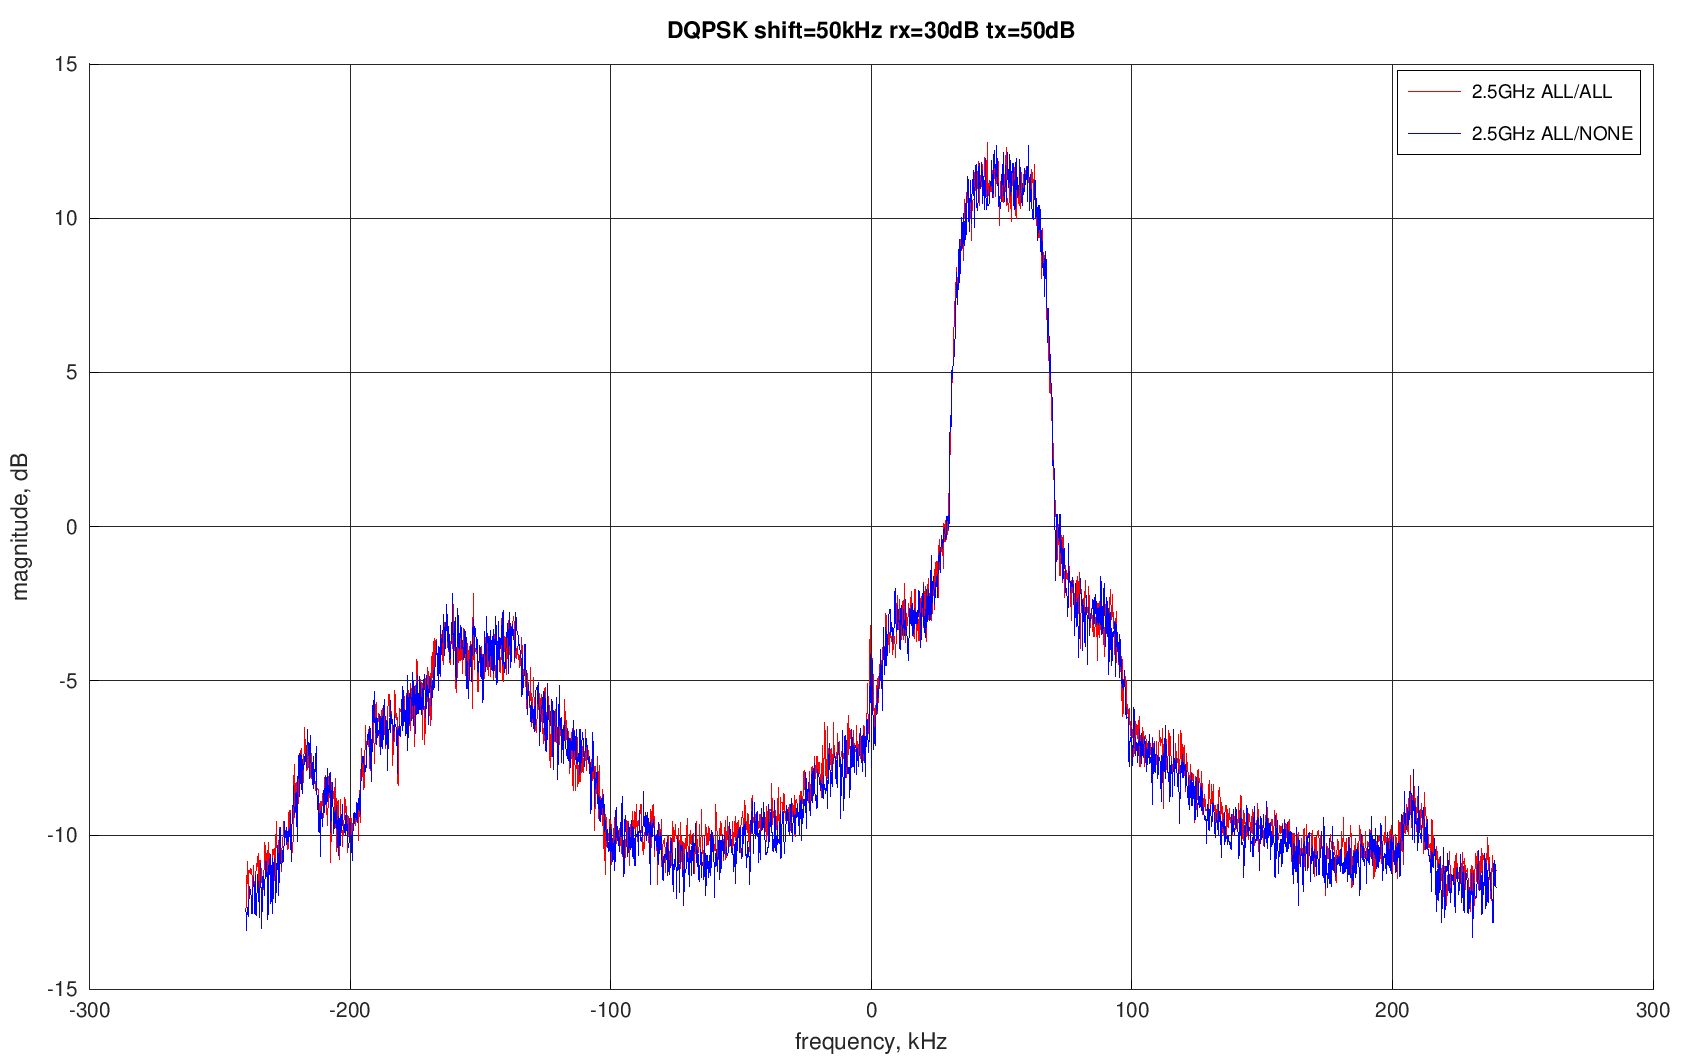 DQPSK shift=50kHz rx=30dB tx=50dB
15
2.5GHz ALL/ALL
2.5GHz ALL/NONE
10
5
0
-5
-10
-15
magnitude, dB
-300 -200 -100 0 100 200 300
frequency, kHz